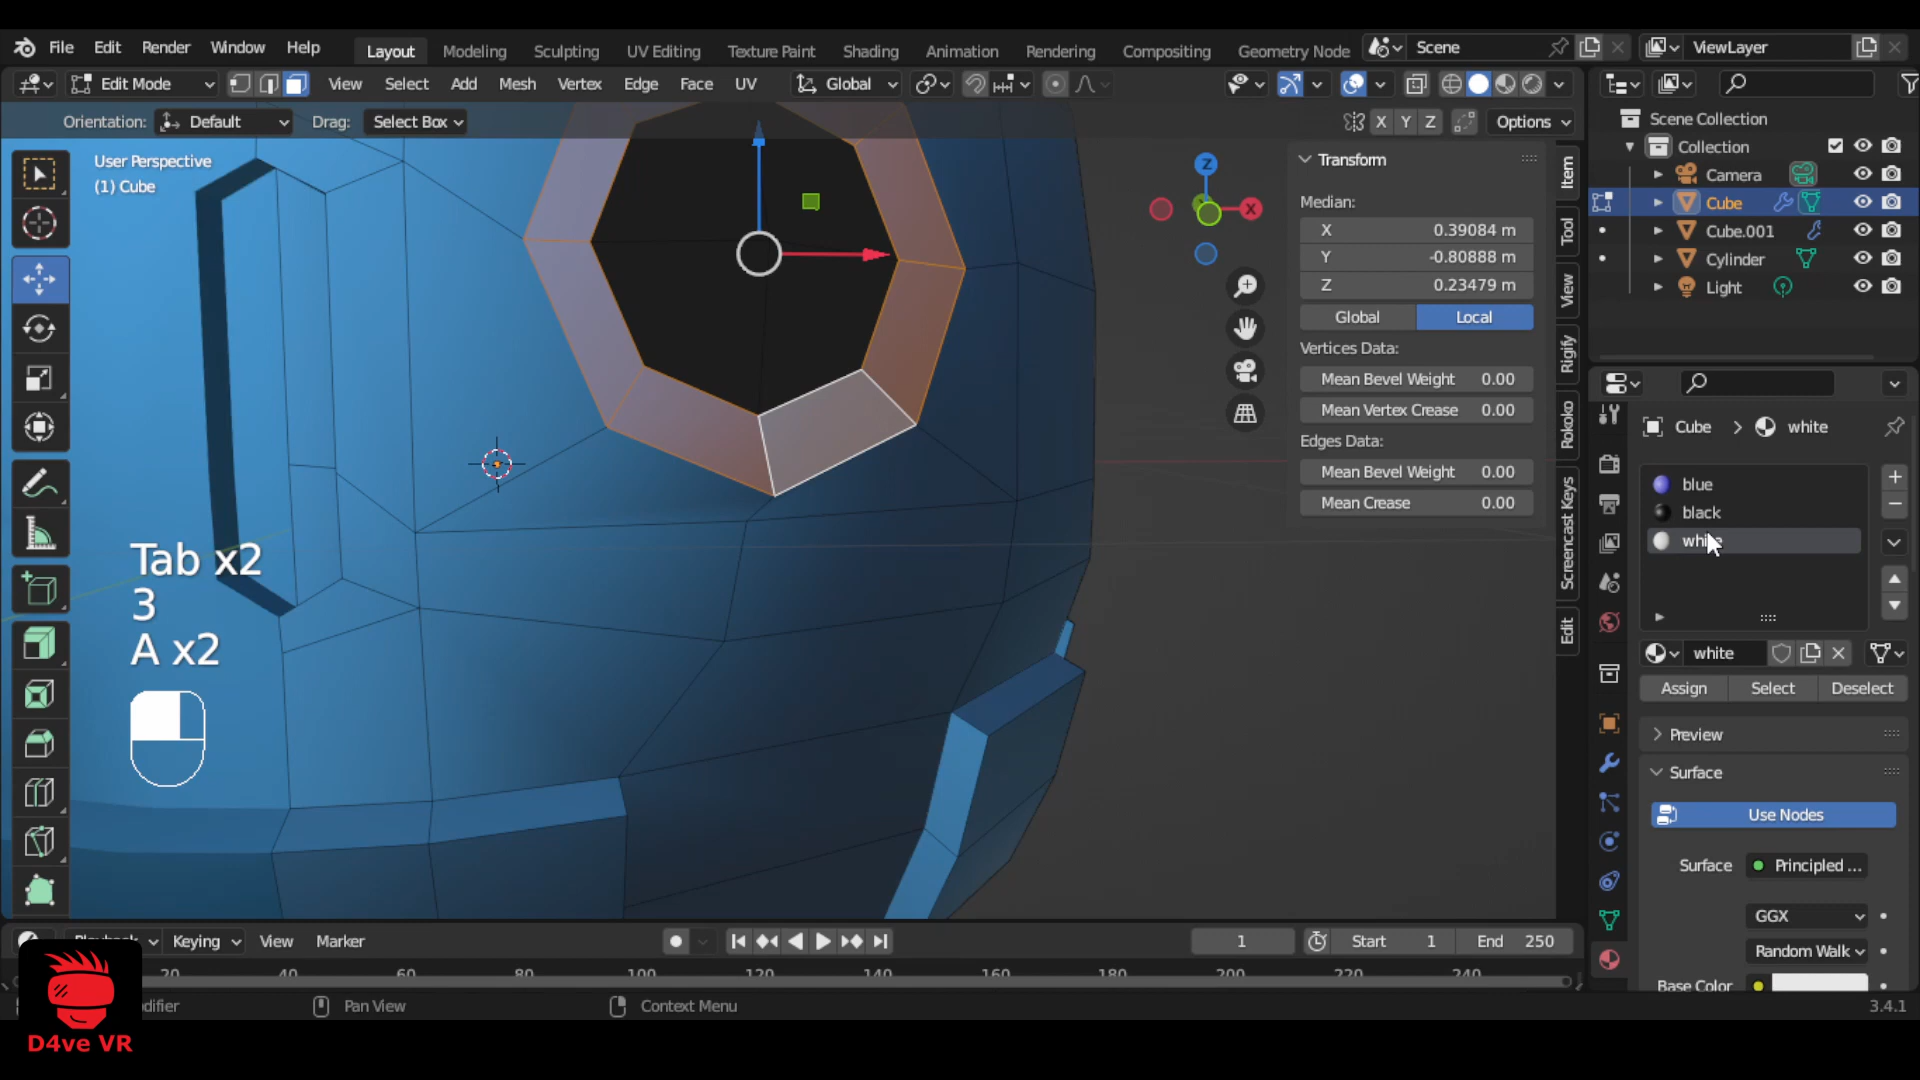 File Edit Render Window Help Layout Modeling Sculpting UV Editing Texture Paint Shading Animation Rendering Compositing Geometry Node Scene ViewLayer
Edit Mode View Select Add Mesh Vertex Edge Face UV Global
Orientation: Default Drag: Select Box X Y Z Options
User Perspective
(1) Cube
Tab x2
3
A x2
Z
X
Transform
Median:
X 0.39084 m
Y -0.80888 m
Z 0.23479 m
Global Local
Vertices Data:
Mean Bevel Weight 0.00
Mean Vertex Crease 0.00
Edges Data:
Mean Bevel Weight 0.00
Mean Crease 0.00
Item
Tool
View
Rigify
Rokoko
Screencast Keys
Edit
Scene Collection
Collection
Camera
Cube
Cube.001
Cylinder
Light
Cube > white
blue
black
white
white
Assign Select Deselect
Preview
Surface
Use Nodes
Surface Principled ...
GGX
Random Walk
Base Color
Keying View Marker 1 Start 1 End 250
20 40 60 80 100 120 140 160 180 200 220 240
Pan View Context Menu 3.4.1
D4ve VR